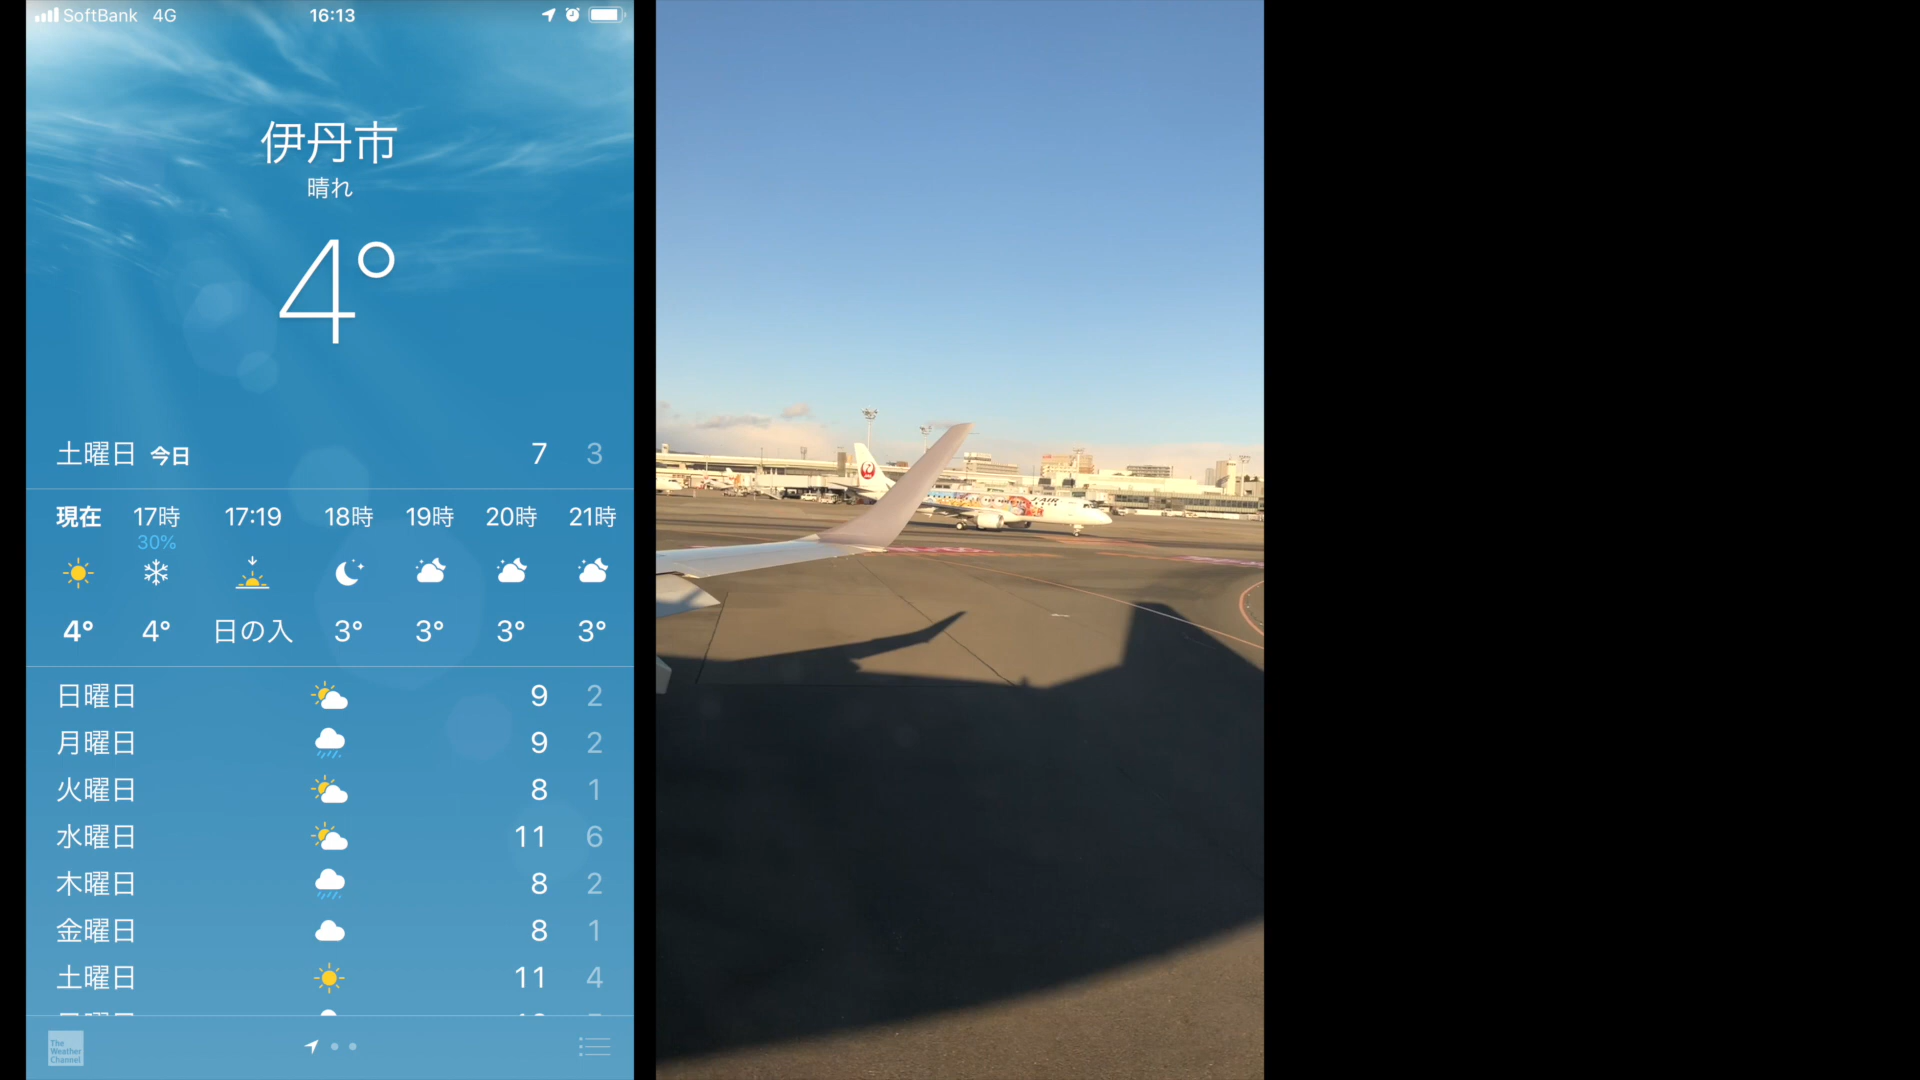 SoftBank 4G 16:13
伊丹市
晴れ
4°
土曜日 今日 7 3
現在 17時 17:19 18時 19時 20時 21時
30%
4° 4° 日の入 3° 3° 3° 3°
日曜日 9 2
月曜日 9 2
火曜日 8 1
水曜日 11 6
木曜日 8 2
金曜日 8 1
土曜日 11 4
The
Weather
Channel
J-AIR